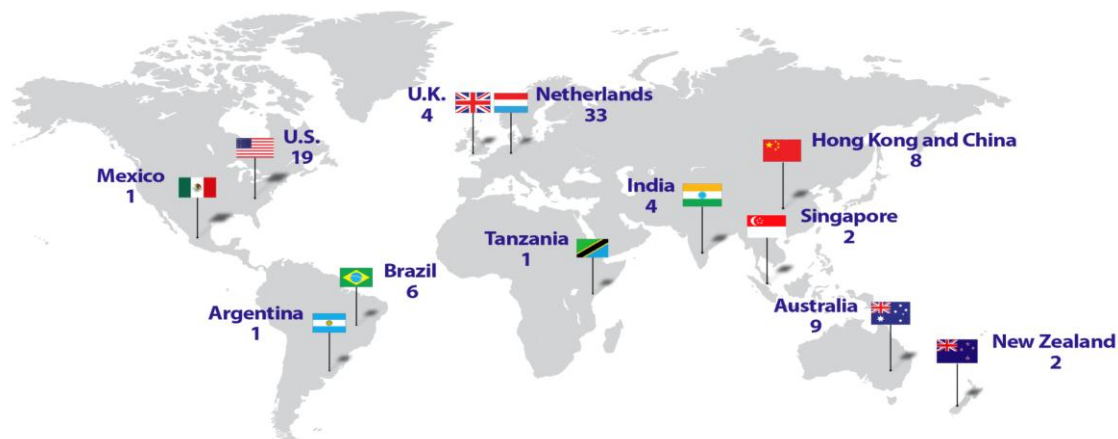 U.K.
4
Netherlands
33
U.S.
19
Hong Kong and China
8
Mexico
1
India
4
Singapore
2
Tanzania
1
Brazil
6
Argentina
1
Australia
9
New Zealand
2